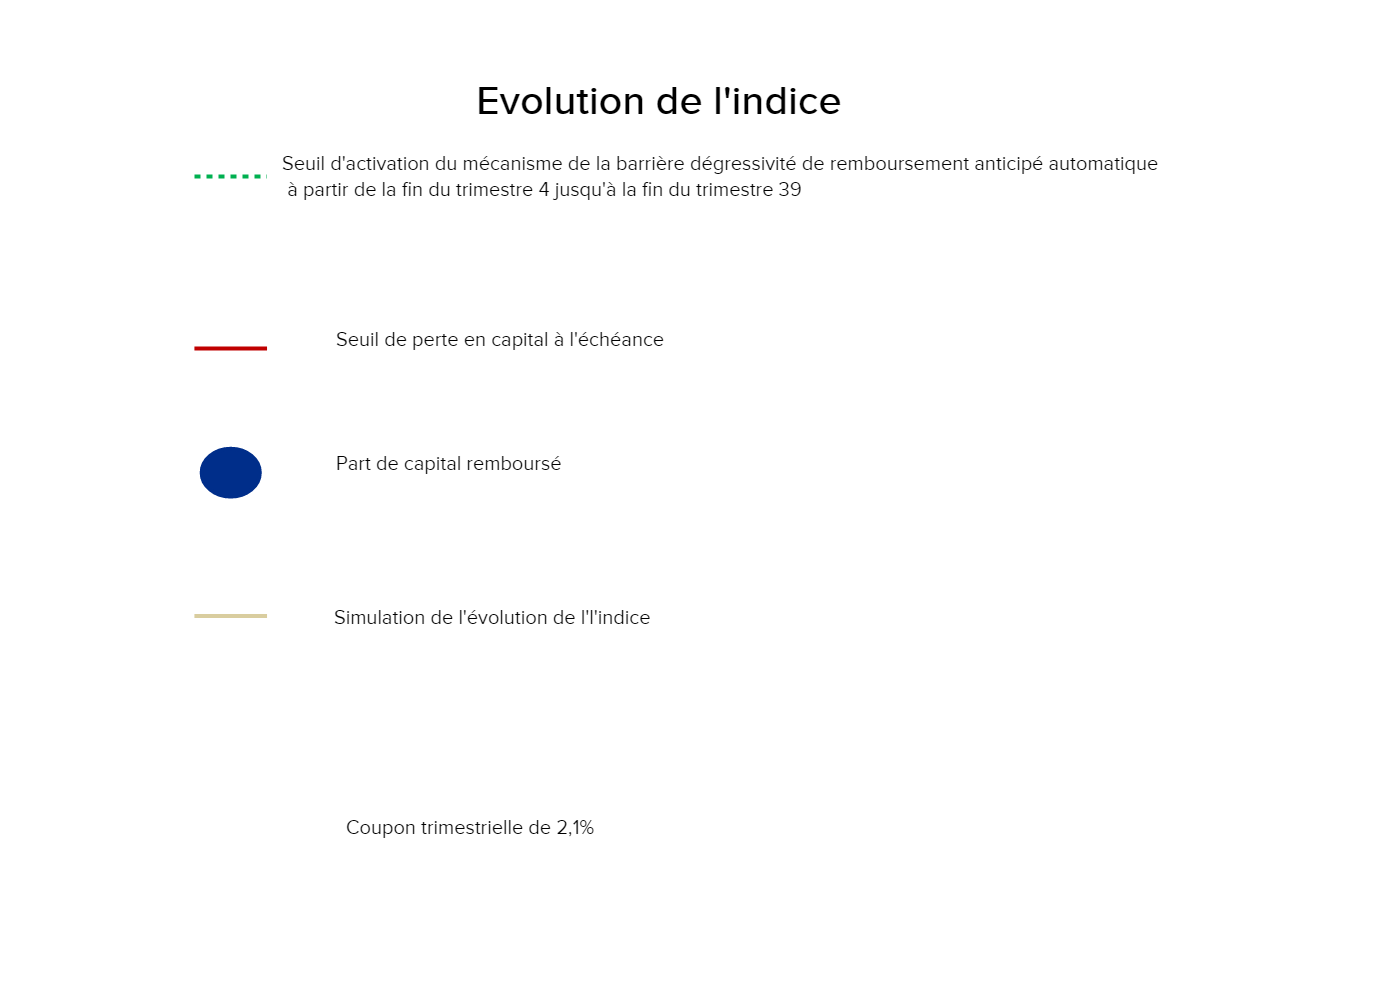 Evolution de l'indice
Seuil d'activation du mécanisme de la barrière dégressivité de remboursement anticipé automatique
à partir de la fin du trimestre 4 jusqu'à la fin du trimestre 39
Seuil de perte en capital à l'échéance
Part de capital remboursé
Simulation de l'évolution de l'l'indice
Coupon trimestrielle de 2,1%